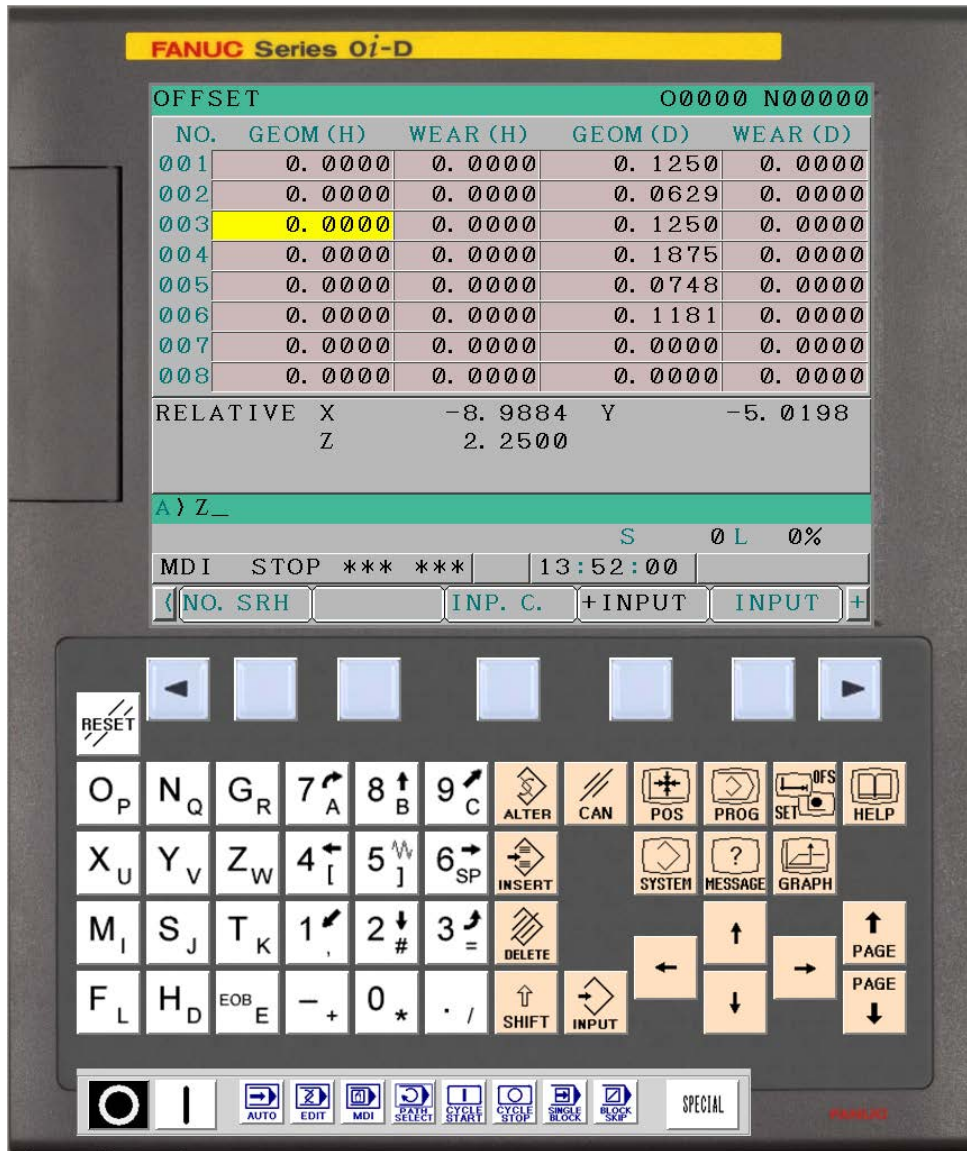 FANUC Series 0i-D
OFFSET O0000 N00000
NO. GEOM(H) WEAR(H) GEOM(D) WEAR(D)
001 0.0000 0.0000 0.1250 0.0000
002 0.0000 0.0000 0.0629 0.0000
003 0.0000 0.0000 0.1250 0.0000
004 0.0000 0.0000 0.1875 0.0000
005 0.0000 0.0000 0.0748 0.0000
006 0.0000 0.0000 0.1181 0.0000
007 0.0000 0.0000 0.0000 0.0000
008 0.0000 0.0000 0.0000 0.0000
RELATIVE X -8.9884 Y -5.0198
Z 2.2500
A)Z_
S 0 L 0%
MDI STOP *** *** 13:52:00
( NO. SRH INP. C. +INPUT INPUT +
RESET
OP NQ GR 7A 8B 9C ALTER CAN POS PROG OFS SET HELP
XU YV ZW 4[ 5] 6SP INSERT SYSTEM MESSAGE GRAPH
MI SJ TK 1, 2# 3= DELETE PAGE
FL HD EOB E -+ 0* ./ SHIFT INPUT PAGE
AUTO EDIT MDI PATH SELECT CYCLE START CYCLE STOP SINGLE BLOCK BLOCK SKIP SPECIAL FANUC